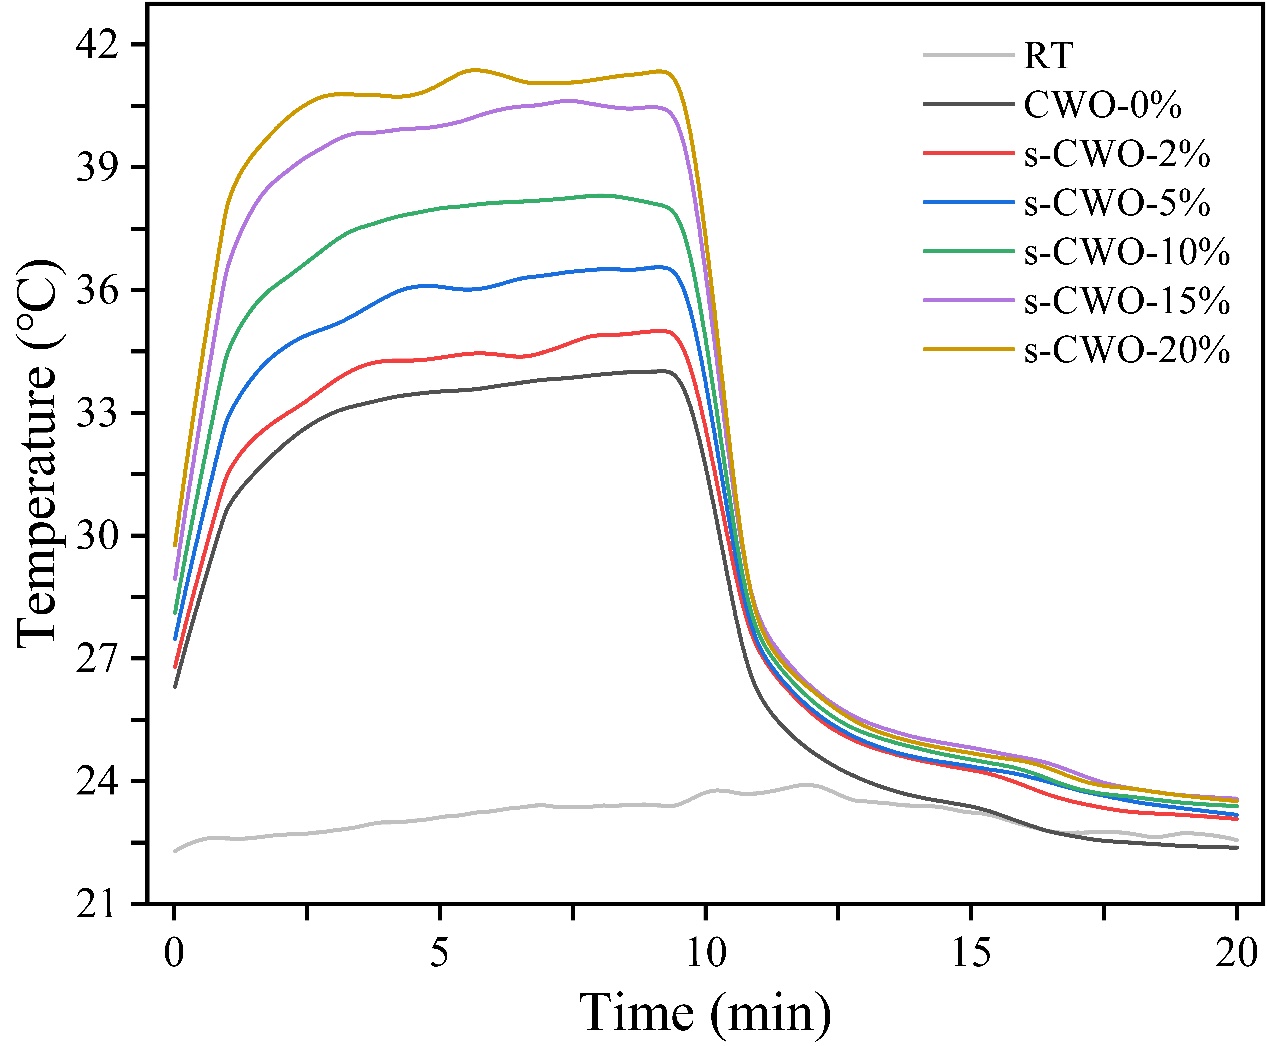 42
39
36
33
30
27
24
21
Temperature (°C)
RT
CWO-0%
s-CWO-2%
s-CWO-5%
s-CWO-10%
s-CWO-15%
s-CWO-20%
0 5 10 15 20
Time (min)